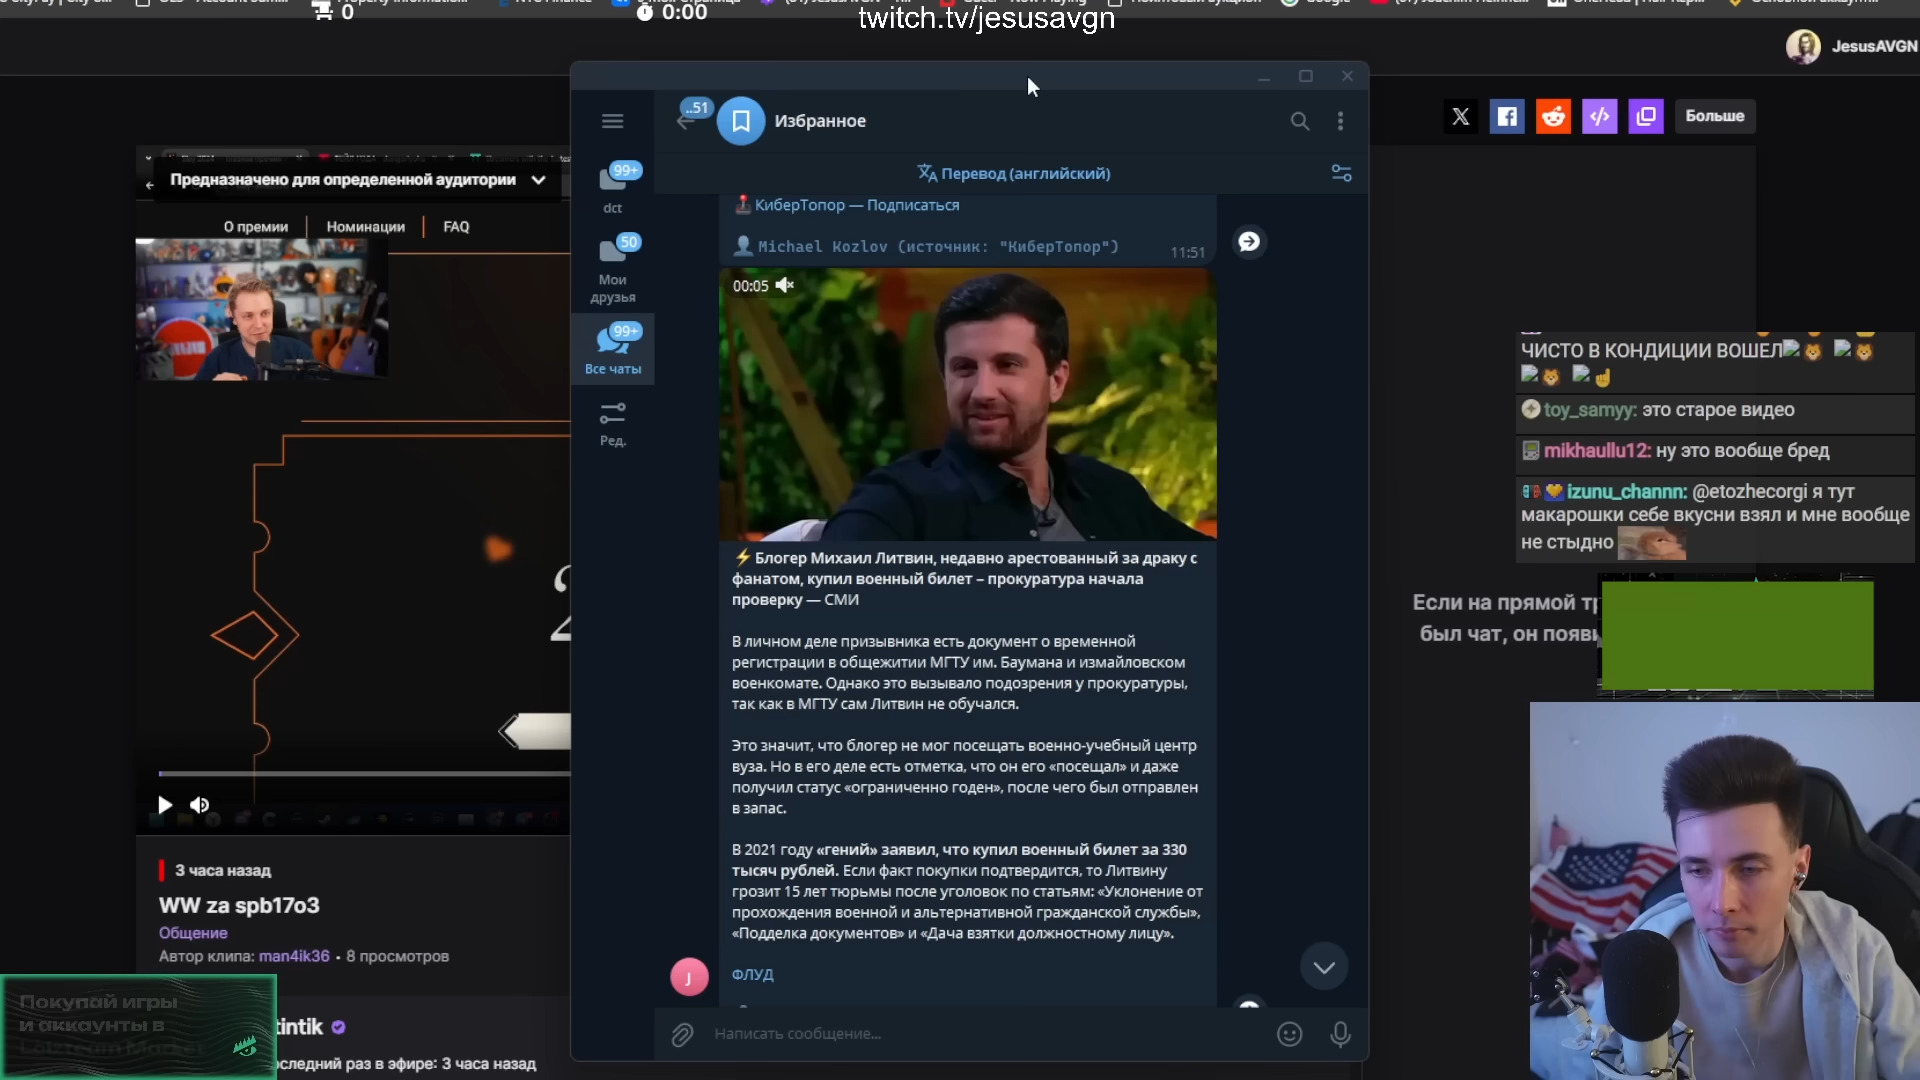 0
0:00
twitch.tv/jesusavgn
JesusAVGN
Больше
Предназначено для определенной аудитории
О премии
Номинации
FAQ
3 часа назад
WW za spb17o3
Общение
Автор клипа: man4ik36 • 8 просмотров
Покупай игры
и аккаунты в
tintik
оследний раз в эфире: 3 часа назад
..51
Избранное
99+
dct
50
Мои
друзья
99+
Все чаты
Ред.
Перевод (английский)
КиберТопор — Подписаться
Michael Kozlov (источник: "КиберТопор")
11:51
00:05
⚡Блогер Михаил Литвин, недавно арестованный за драку с
фанатом, купил военный билет – прокуратура начала
проверку — СМИ
В личном деле призывника есть документ о временной
регистрации в общежитии МГТУ им. Баумана и измайловском
военкомате. Однако это вызывало подозрения у прокуратуры,
так как в МГТУ сам Литвин не обучался.
Это значит, что блогер не мог посещать военно-учебный центр
вуза. Но в его деле есть отметка, что он его «посещал» и даже
получил статус «ограниченно годен», после чего был отправлен
в запас.
В 2021 году «гений» заявил, что купил военный билет за 330
тысяч рублей. Если факт покупки подтвердится, то Литвину
грозит 15 лет тюрьмы после уголовок по статьям: «Уклонение от
прохождения военной и альтернативной гражданской службы»,
«Подделка документов» и «Дача взятки должностному лицу».
J
ФЛУД
Написать сообщение...
ЧИСТО В КОНДИЦИИ ВОШЕЛ
toy_samyy: это старое видео
mikhaullu12: ну это вообще бред
izunu_channn: @etozhecorgi я тут
макарошки себе вкусни взял и мне вообще
не стыдно
Если на прямой
был чат, он